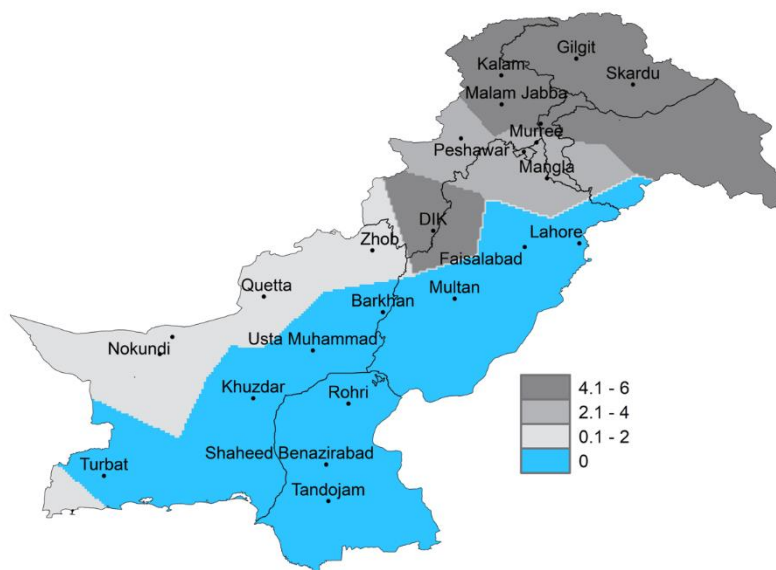 Gilgit
Kalam
Skardu
Malam Jabba
Murree
Peshawar
Mangla
DIK
Lahore
Zhob
Faisalabad
Quetta
Multan
Barkhan
Usta Muhammad
Nokundi
Khuzdar
Rohri
4.1 - 6
2.1 - 4
0.1 - 2
0
Shaheed Benazirabad
Turbat
Tandojam